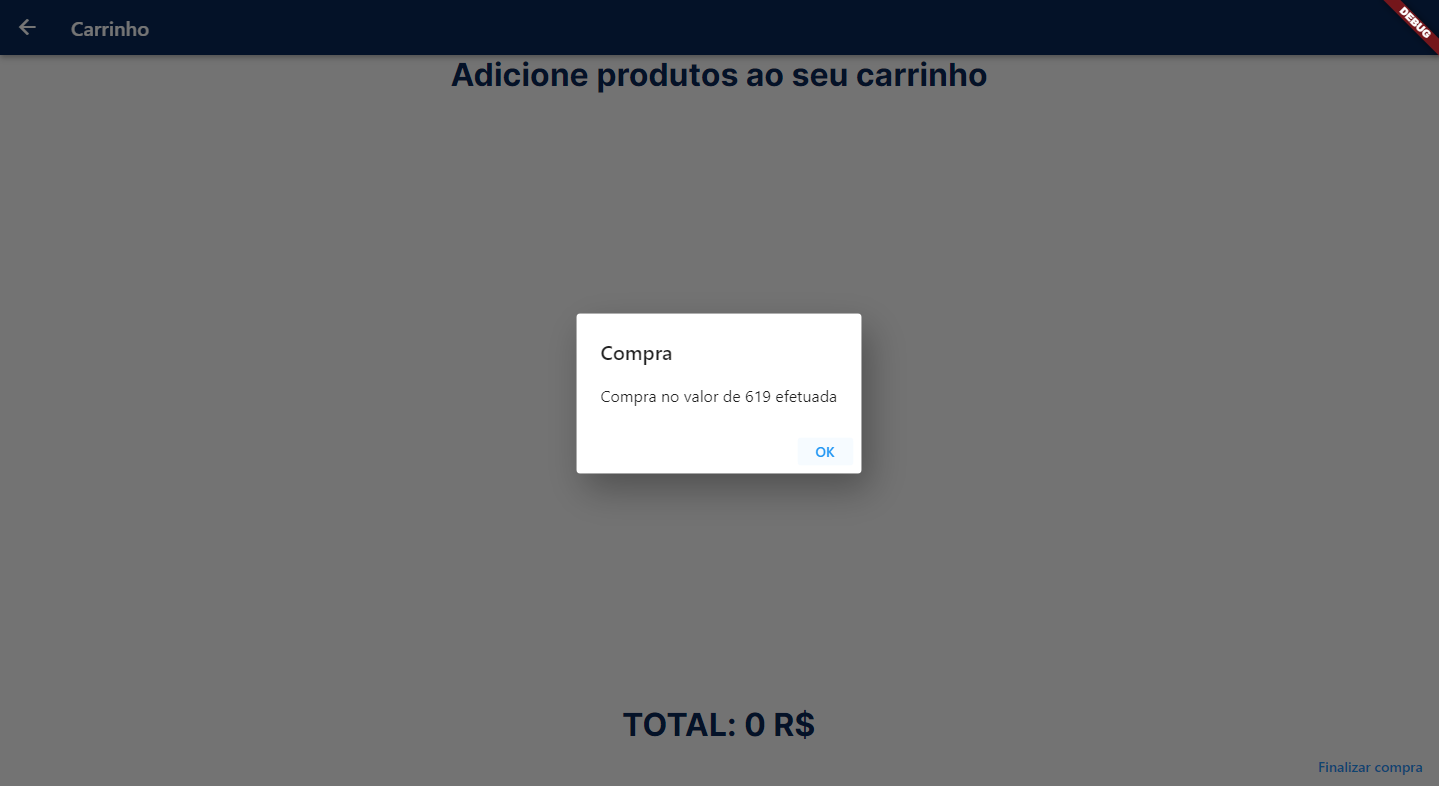 Carrinho
DEBUG
Adicione produtos ao seu carrinho
Compra
Compra no valor de 619 efetuada
OK
TOTAL: 0 R$
Finalizar compra